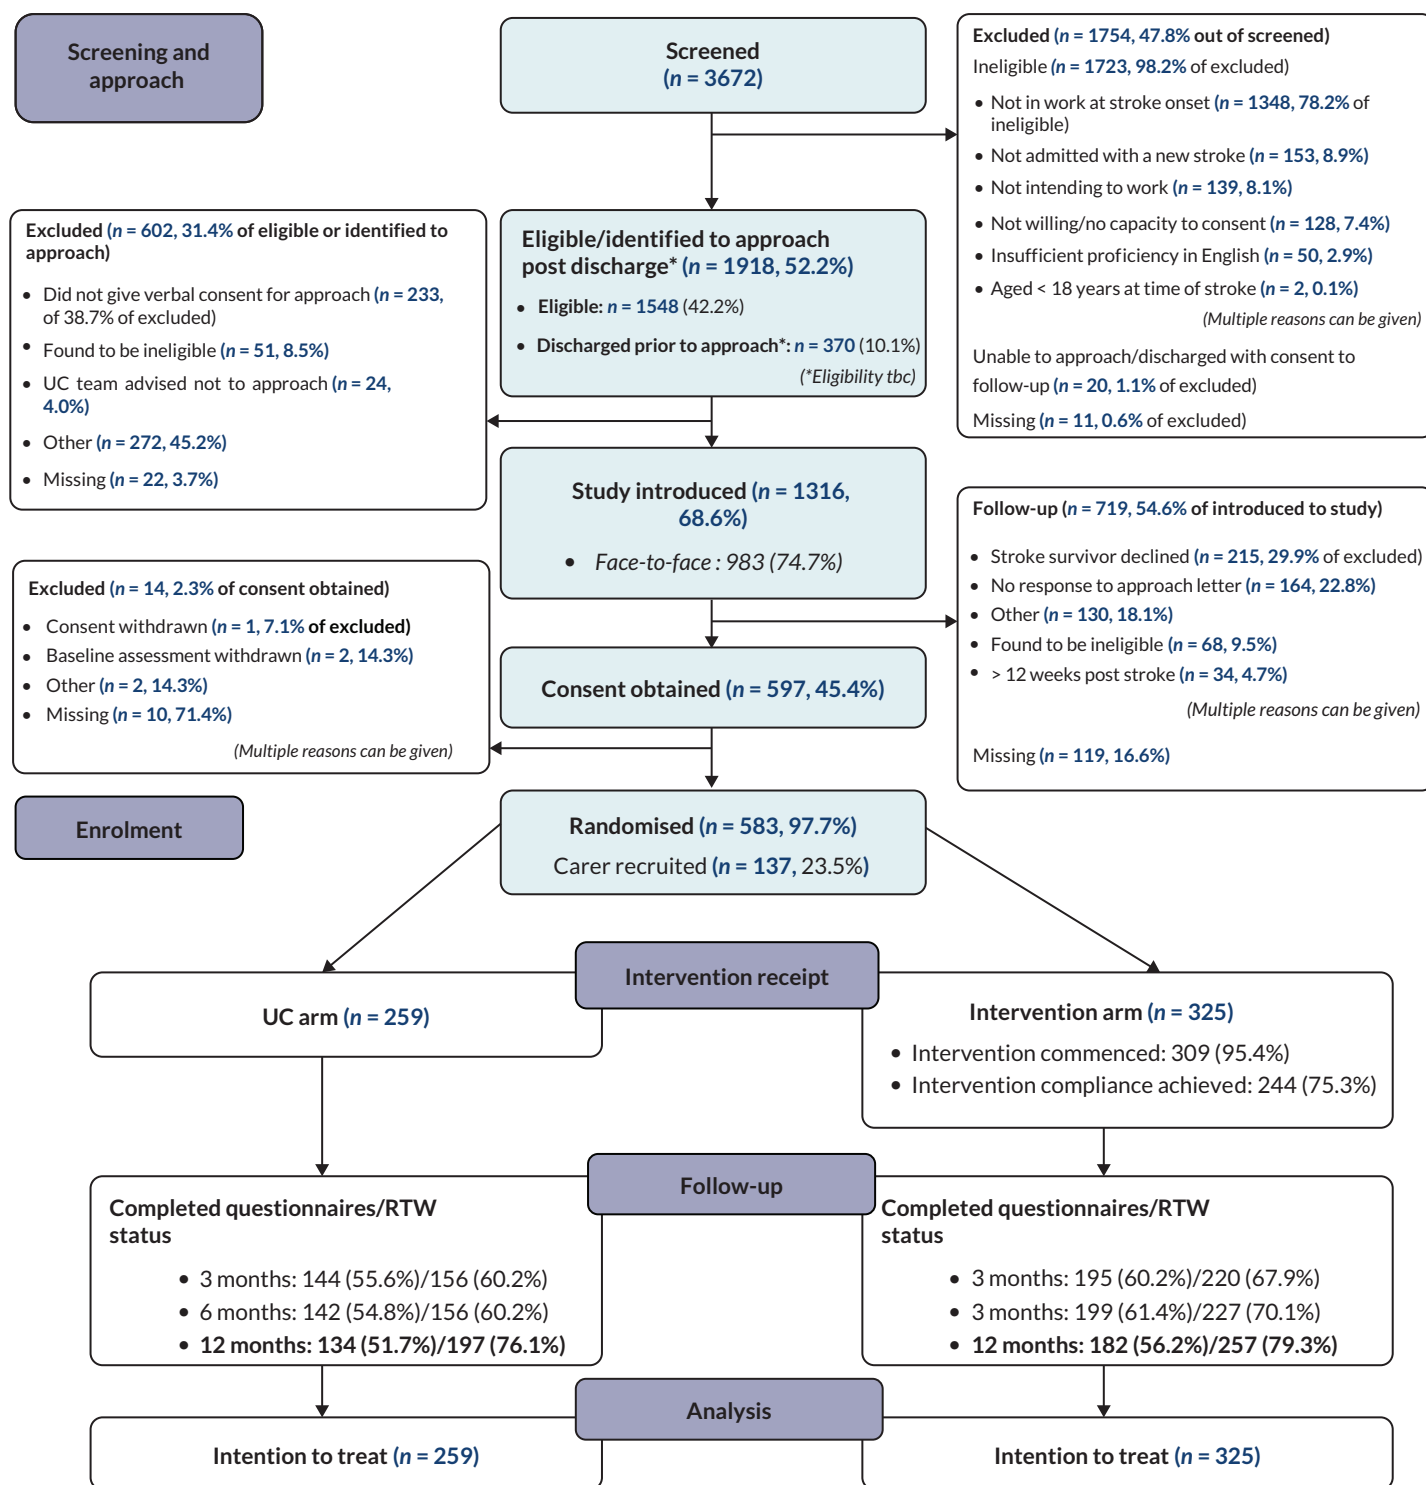 Screening and
approach
Screened
(n = 3672)
Excluded (n = 1754, 47.8% out of screened)
Ineligible (n = 1723, 98.2% of excluded)
• Not in work at stroke onset (n = 1348, 78.2% of
ineligible)
• Not admitted with a new stroke (n = 153, 8.9%)
• Not intending to work (n = 139, 8.1%)
• Not willing/no capacity to consent (n = 128, 7.4%)
• Insufficient proficiency in English (n = 50, 2.9%)
• Aged < 18 years at time of stroke (n = 2, 0.1%)
(Multiple reasons can be given)
Unable to approach/discharged with consent to
follow-up (n = 20, 1.1% of excluded)
Missing (n = 11, 0.6% of excluded)
Eligible/identified to approach
post discharge* (n = 1918, 52.2%)
• Eligible: n = 1548 (42.2%)
• Discharged prior to approach*: n = 370 (10.1%)
(*Eligibility tbc)
Excluded (n = 602, 31.4% of eligible or identified to
approach)
• Did not give verbal consent for approach (n = 233,
of 38.7% of excluded)
• Found to be ineligible (n = 51, 8.5%)
• UC team advised not to approach (n = 24,
4.0%)
• Other (n = 272, 45.2%)
• Missing (n = 22, 3.7%)
Study introduced (n = 1316,
68.6%)
• Face-to-face : 983 (74.7%)
Follow-up (n = 719, 54.6% of introduced to study)
• Stroke survivor declined (n = 215, 29.9% of excluded)
• No response to approach letter (n = 164, 22.8%)
• Other (n = 130, 18.1%)
• Found to be ineligible (n = 68, 9.5%)
• > 12 weeks post stroke (n = 34, 4.7%)
(Multiple reasons can be given)
Missing (n = 119, 16.6%)
Consent obtained (n = 597, 45.4%)
Excluded (n = 14, 2.3% of consent obtained)
• Consent withdrawn (n = 1, 7.1% of excluded)
• Baseline assessment withdrawn (n = 2, 14.3%)
• Other (n = 2, 14.3%)
• Missing (n = 10, 71.4%)
(Multiple reasons can be given)
Enrolment
Randomised (n = 583, 97.7%)
Carer recruited (n = 137, 23.5%)
Intervention receipt
UC arm (n = 259)
Intervention arm (n = 325)
• Intervention commenced: 309 (95.4%)
• Intervention compliance achieved: 244 (75.3%)
Follow-up
Completed questionnaires/RTW
status
• 3 months: 144 (55.6%)/156 (60.2%)
• 6 months: 142 (54.8%)/156 (60.2%)
• 12 months: 134 (51.7%)/197 (76.1%)
Completed questionnaires/RTW
status
• 3 months: 195 (60.2%)/220 (67.9%)
• 3 months: 199 (61.4%)/227 (70.1%)
• 12 months: 182 (56.2%)/257 (79.3%)
Analysis
Intention to treat (n = 259)
Intention to treat (n = 325)